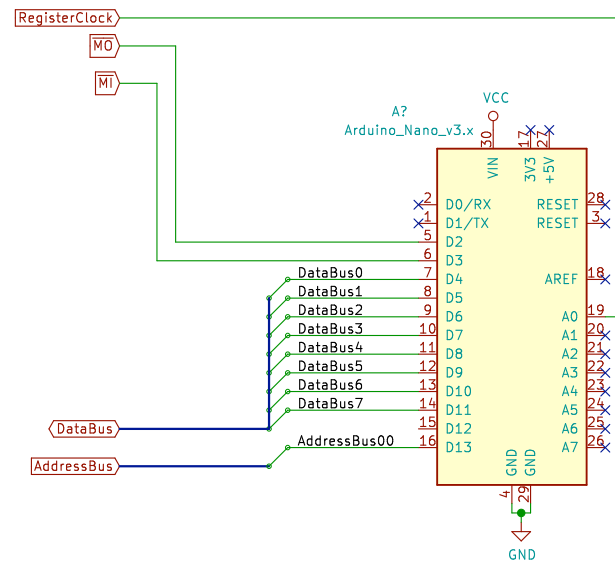 RegisterClock
MO
MI
VCC
A?
Arduino_Nano_v3.x
30
17
27
VIN
3V3
+5V
2 D0/RX RESET 28
1 D1/TX RESET 3
5 D2
6 D3
DataBus0 7 D4 AREF 18
DataBus1 8 D5
DataBus2 9 D6 A0 19
DataBus3 10 D7 A1 20
DataBus4 11 D8 A2 21
DataBus5 12 D9 A3 22
DataBus6 13 D10 A4 23
DataBus7 14 D11 A5 24
DataBus 15 D12 A6 25
AddressBus00 16 D13 A7 26
AddressBus
GND
GND
4
29
GND